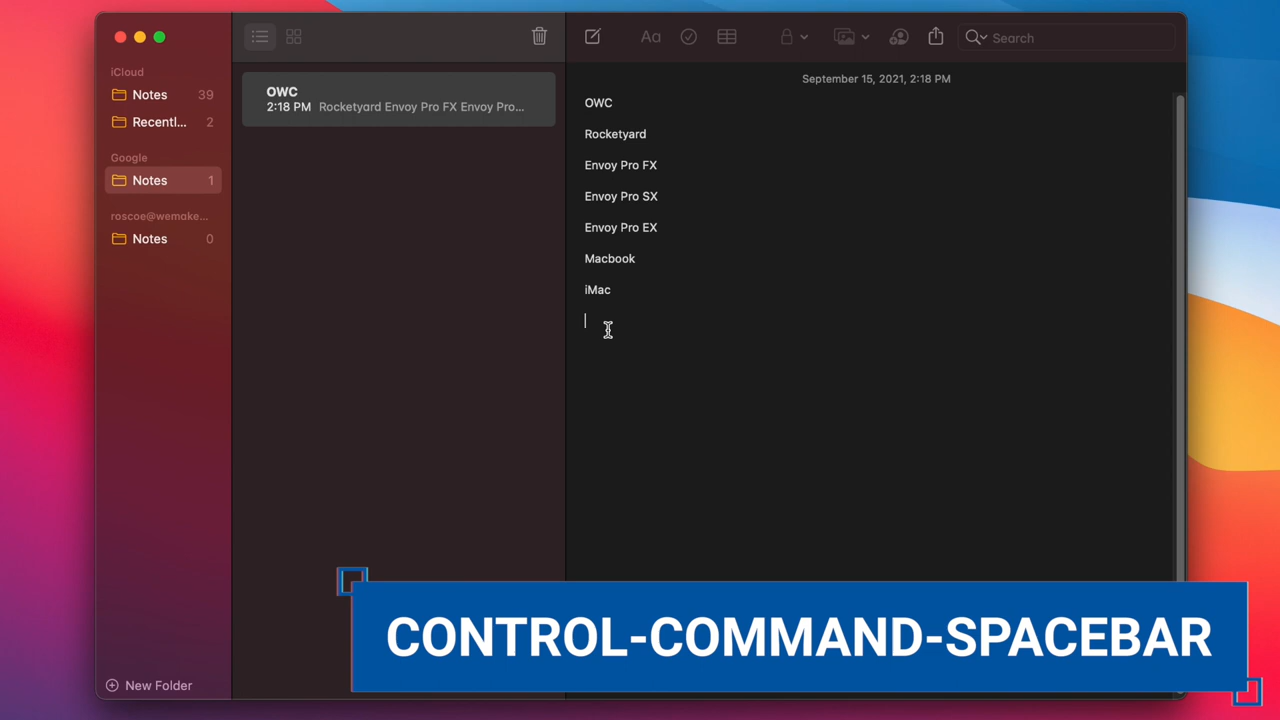 iCloud
Notes 39
Recentl... 2
Google
Notes 1
roscoe@wemake...
Notes 0
New Folder
OWC
2:18 PM Rocketyard Envoy Pro FX Envoy Pro...
Aa
Search
September 15, 2021, 2:18 PM
OWC
Rocketyard
Envoy Pro FX
Envoy Pro SX
Envoy Pro EX
Macbook
iMac
CONTROL-COMMAND-SPACEBAR